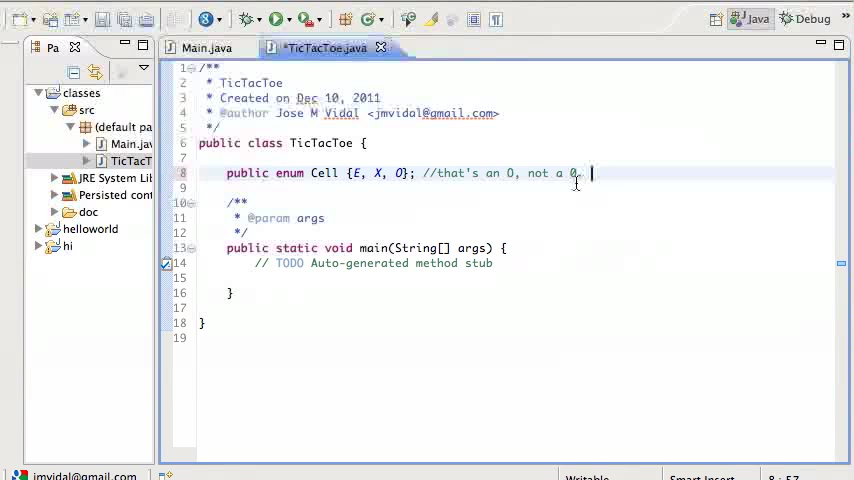 Java
Debug
Pa
Main.java
*TicTacToe.java
classes
src
(default pa
Main.jav
TicTacT
JRE System Lib
Persisted conta
doc
helloworld
hi
1 /**
2 * TicTacToe
3 * Created on Dec 10, 2011
4 * @author Jose M Vidal <jmvidal@gmail.com>
5 */
6 public class TicTacToe {
7
8 public enum Cell {E, X, O}; //that's an O, not a 0.
9
10 /**
11 * @param args
12 */
13 public static void main(String[] args) {
14 // TODO Auto-generated method stub
15
16 }
17
18 }
19
jmvidal@gmail.com
Writable
Smart Insert
8 : 57